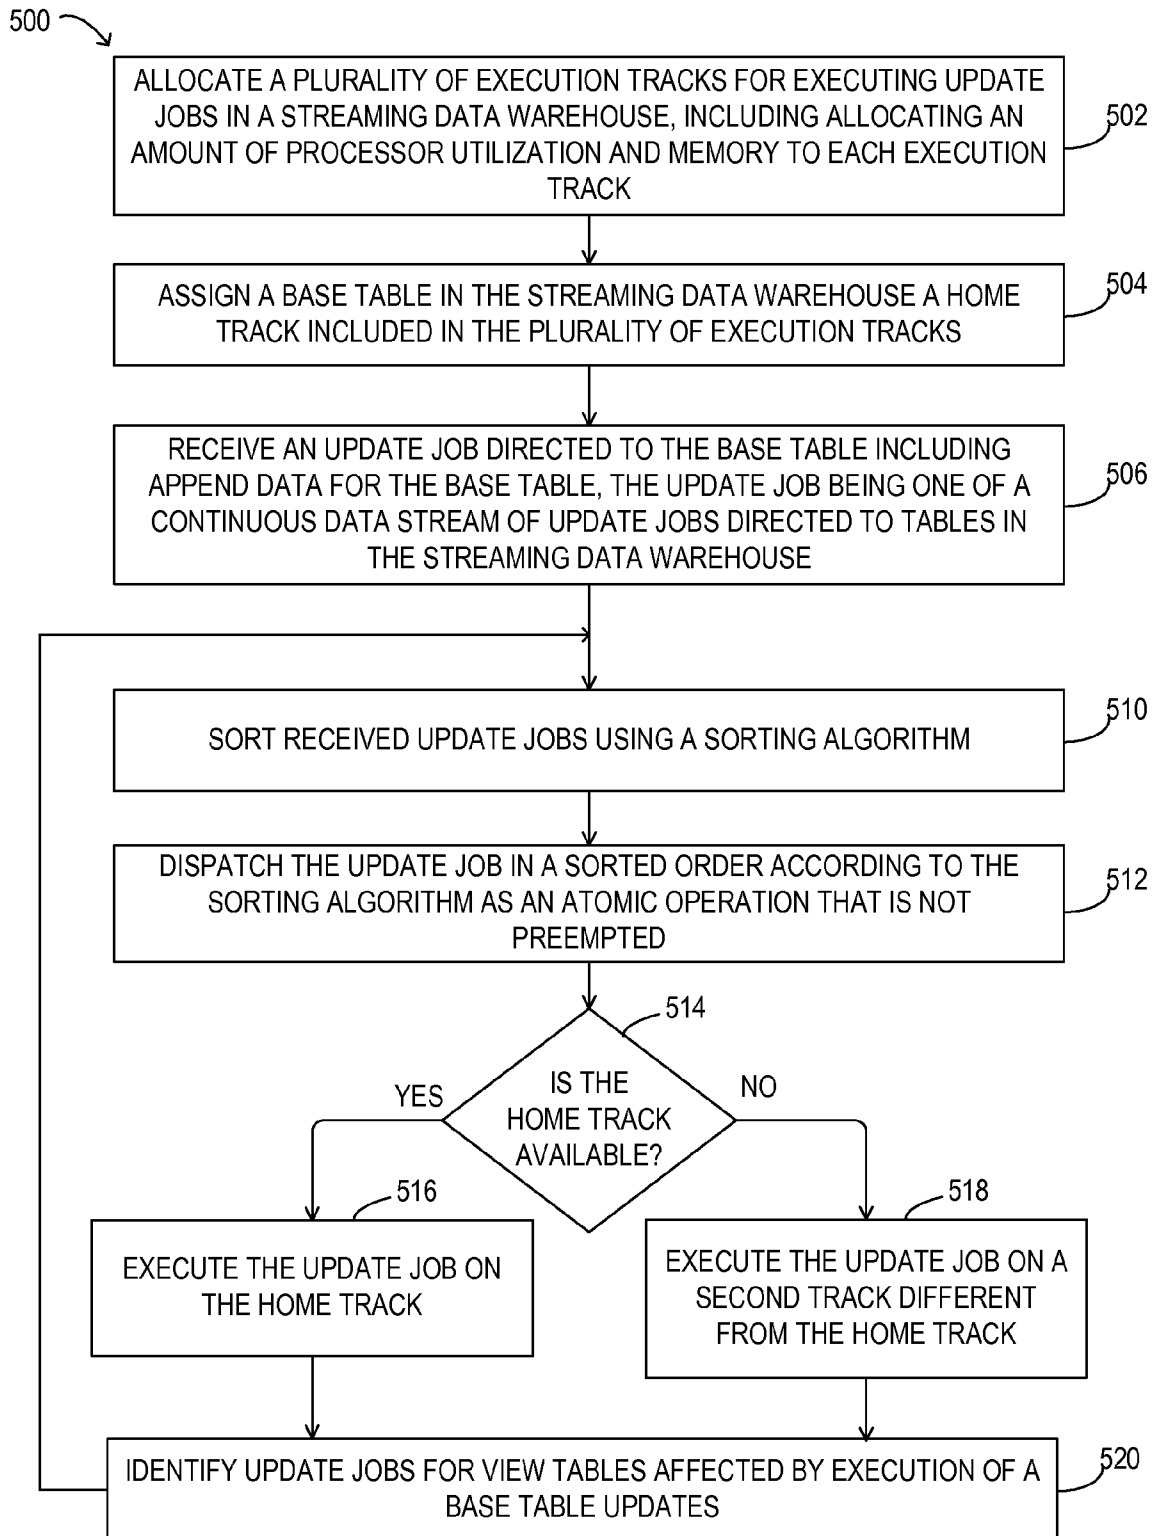 500
ALLOCATE A PLURALITY OF EXECUTION TRACKS FOR EXECUTING UPDATE
JOBS IN A STREAMING DATA WAREHOUSE, INCLUDING ALLOCATING AN
AMOUNT OF PROCESSOR UTILIZATION AND MEMORY TO EACH EXECUTION
TRACK
502
ASSIGN A BASE TABLE IN THE STREAMING DATA WAREHOUSE A HOME
TRACK INCLUDED IN THE PLURALITY OF EXECUTION TRACKS
504
RECEIVE AN UPDATE JOB DIRECTED TO THE BASE TABLE INCLUDING
APPEND DATA FOR THE BASE TABLE, THE UPDATE JOB BEING ONE OF A
CONTINUOUS DATA STREAM OF UPDATE JOBS DIRECTED TO TABLES IN
THE STREAMING DATA WAREHOUSE
506
SORT RECEIVED UPDATE JOBS USING A SORTING ALGORITHM
510
DISPATCH THE UPDATE JOB IN A SORTED ORDER ACCORDING TO THE
SORTING ALGORITHM AS AN ATOMIC OPERATION THAT IS NOT
PREEMPTED
512
514
IS THE
HOME TRACK
AVAILABLE?
YES
NO
516
EXECUTE THE UPDATE JOB ON
THE HOME TRACK
518
EXECUTE THE UPDATE JOB ON A
SECOND TRACK DIFFERENT
FROM THE HOME TRACK
IDENTIFY UPDATE JOBS FOR VIEW TABLES AFFECTED BY EXECUTION OF A
BASE TABLE UPDATES
520